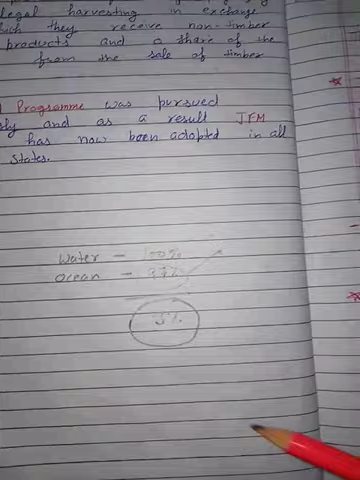 legal harvesting in exchange
they receive non-timber
products and a share of the
from the sale of timber
Programme was pursued
and as a result JFM
has now been adopted in all
states.
Water - 100%
Ocean - 97%